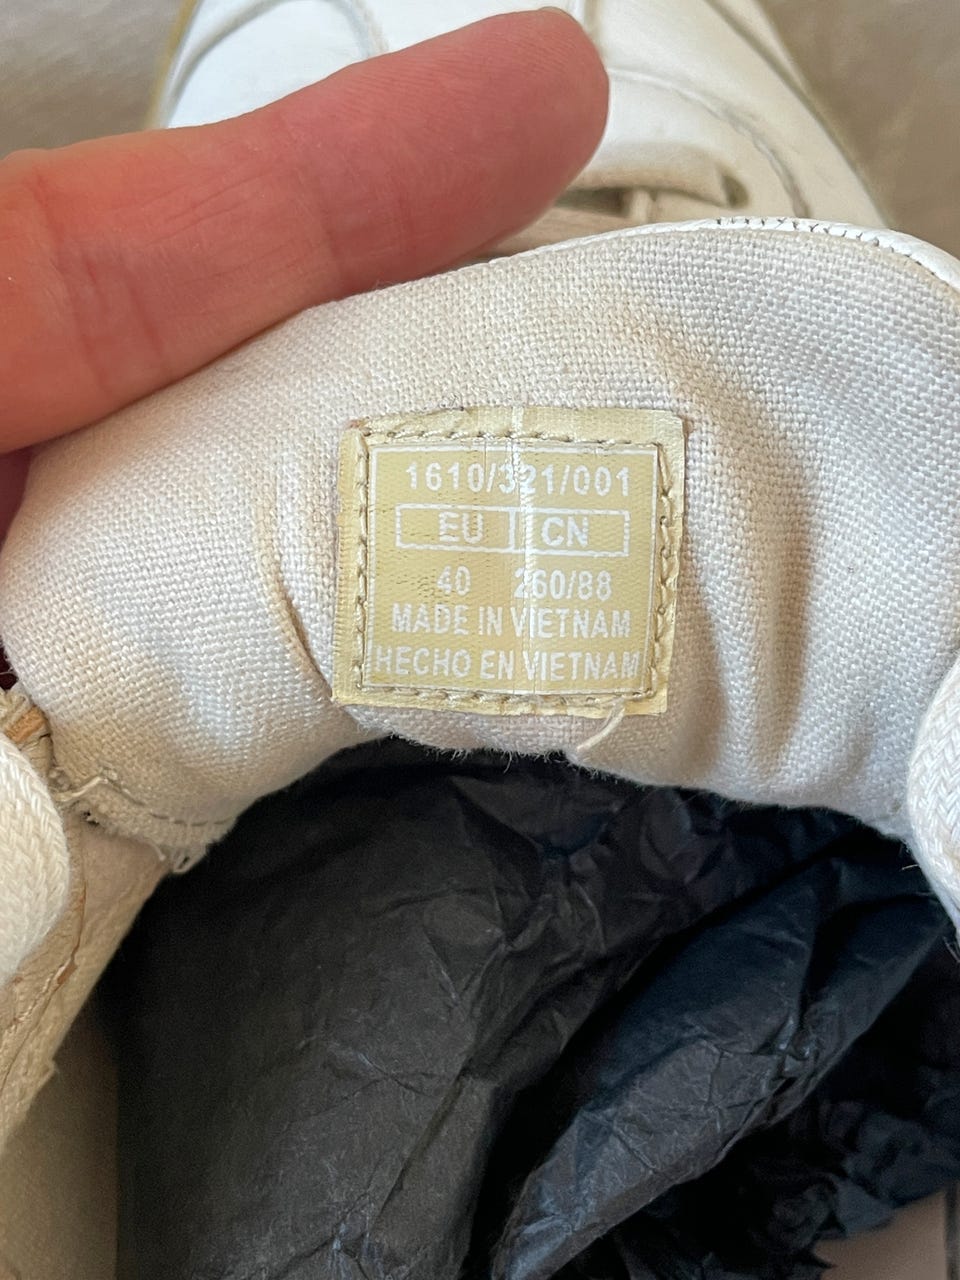 1610/321/001
EU CN
40 260/88
MADE IN VIETNAM
HECHO EN VIETNAM